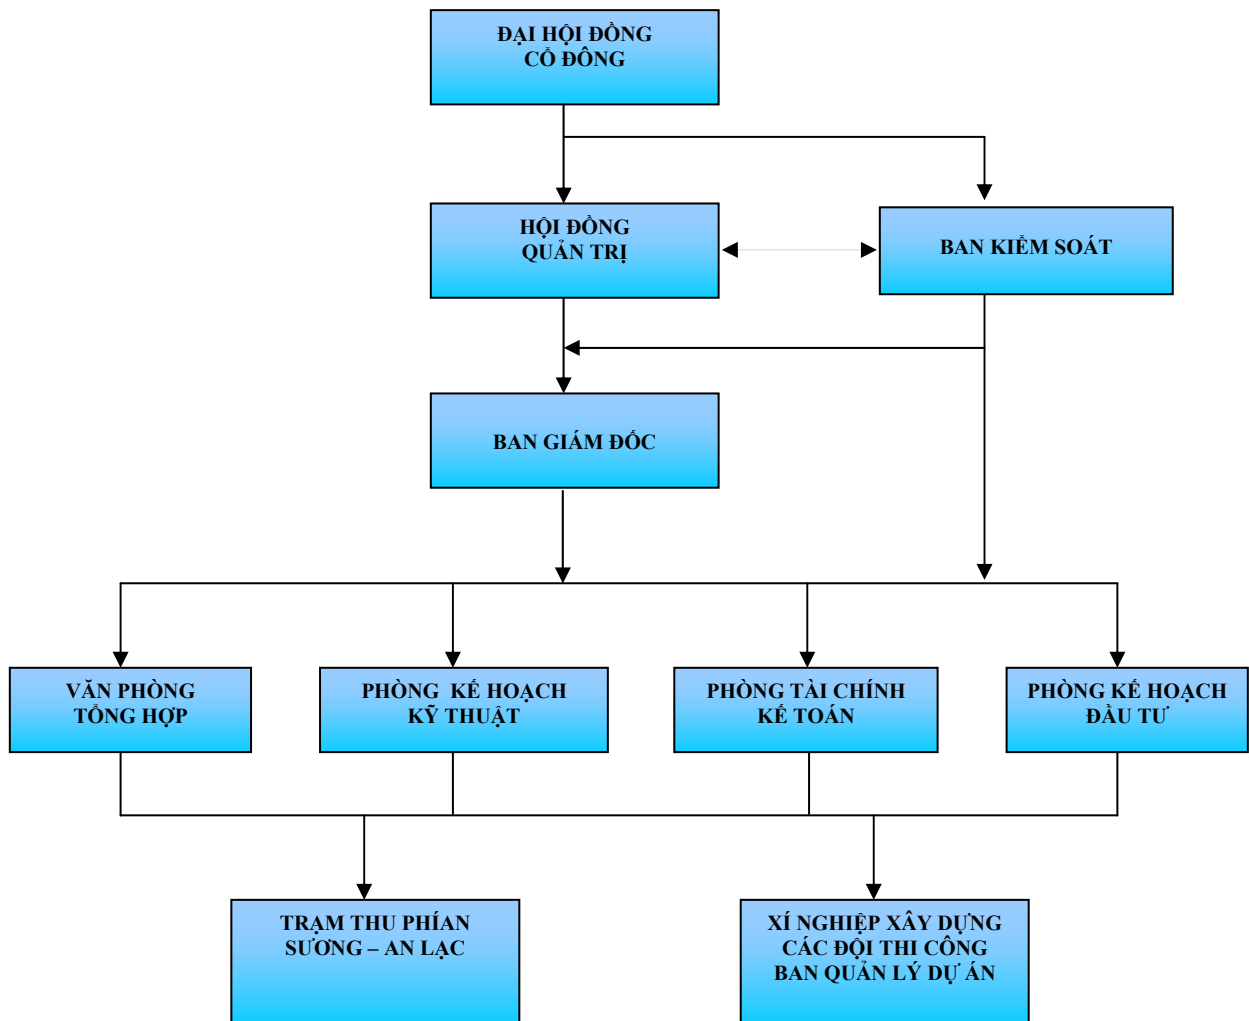 ĐẠI HỘI ĐỒNG
CỔ ĐÔNG
HỘI ĐỒNG
QUẢN TRỊ
BAN KIỂM SOÁT
BAN GIÁM ĐỐC
VĂN PHÒNG
TỔNG HỢP
PHÒNG KẾ HOẠCH
KỸ THUẬT
PHÒNG TÀI CHÍNH
KẾ TOÁN
PHÒNG KẾ HOẠCH
ĐẦU TƯ
TRẠM THU PHÍAN
SƯƠNG – AN LẠC
XÍ NGHIỆP XÂY DỰNG
CÁC ĐỘI THI CÔNG
BAN QUẢN LÝ DỰ ÁN